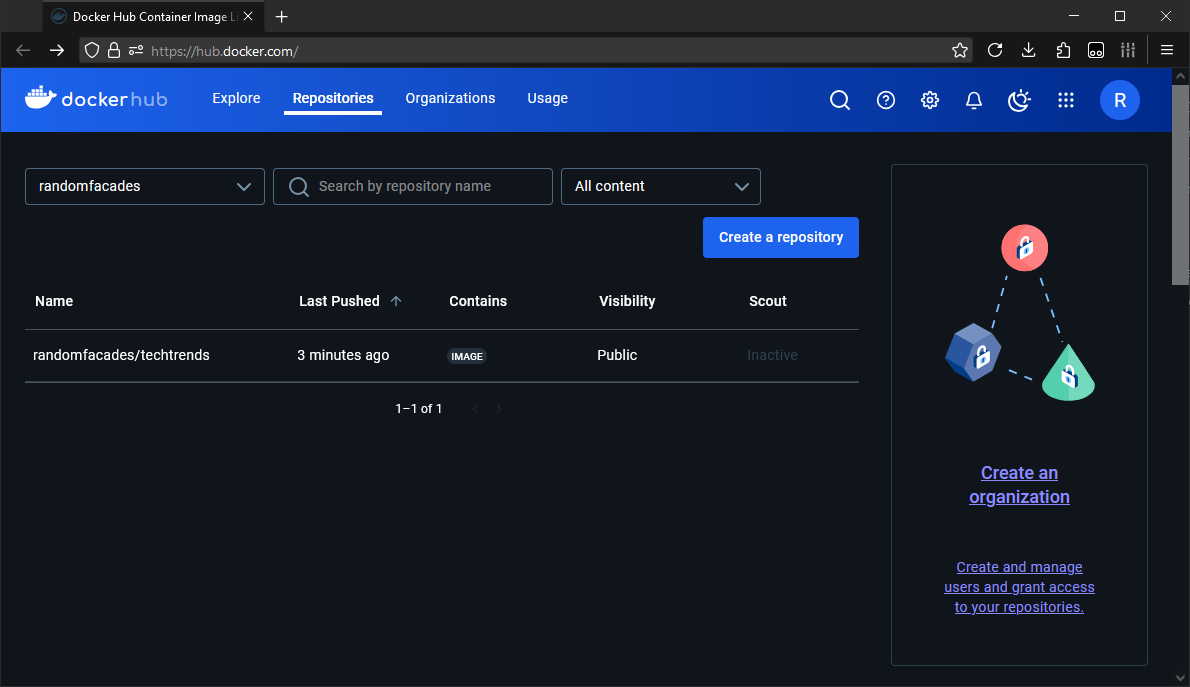 Docker Hub Container Image Li
https://hub.docker.com/
dockerhub Explore Repositories Organizations Usage R
randomfacades Search by repository name All content
Create a repository
Name Last Pushed Contains Visibility Scout
randomfacades/techtrends 3 minutes ago IMAGE Public Inactive
1–1 of 1
Create an
organization
Create and manage
users and grant access
to your repositories.